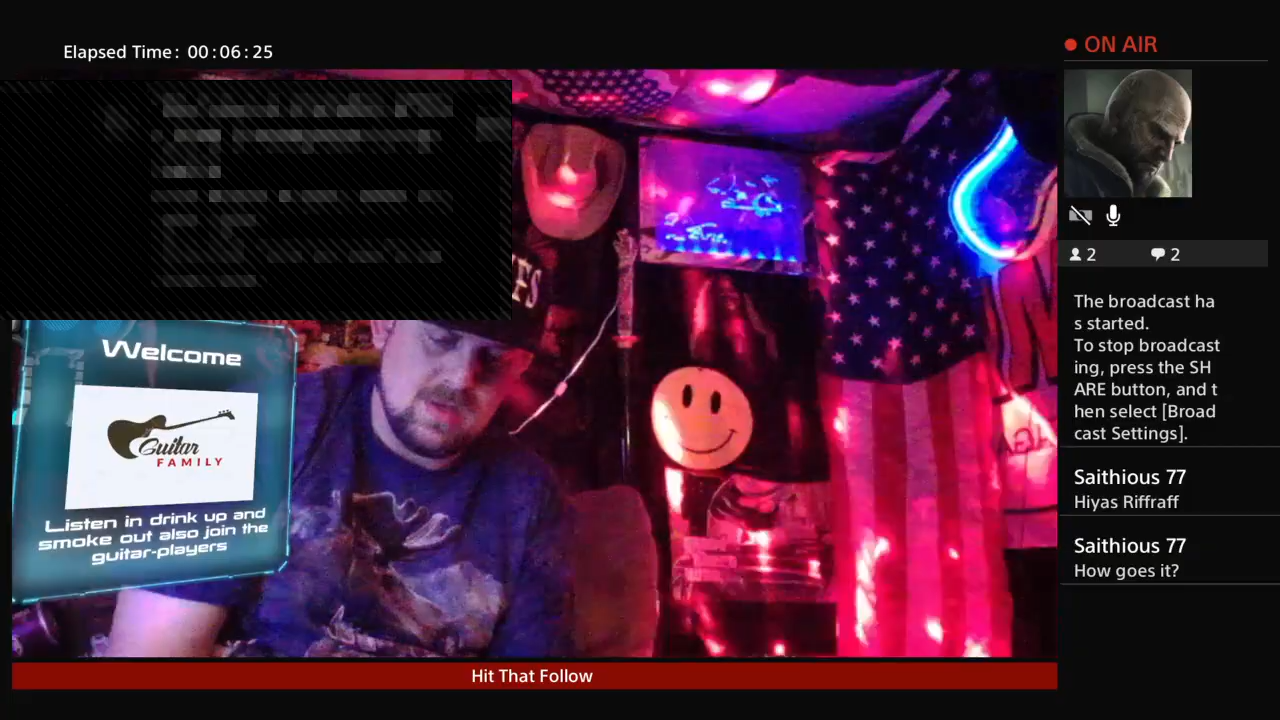 Elapsed Time: 00:06:25
ON AIR
2
2
The broadcast ha
s started.
To stop broadcast
ing, press the SH
ARE button, and t
hen select [Broad
cast Settings].
Saithious 77
Hiyas Riffraff
Saithious 77
How goes it?
Welcome
Guitar
FAMILY
Listen in drink up and
smoke out also join the
guitar-players
Hit That Follow